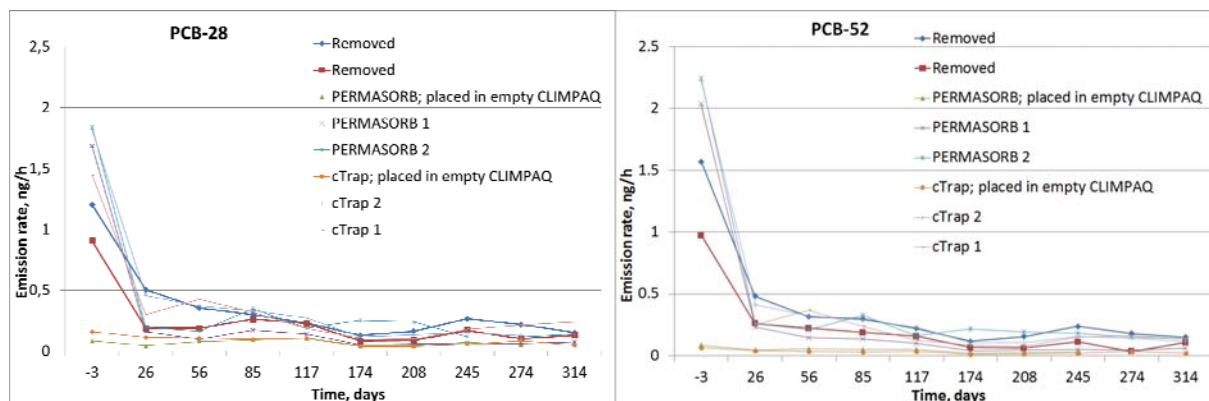 PCB-28
2,5
2
1,5
1
0,5
0
Emission rate, ng/h
-3 26 56 85 117 174 208 245 274 314
Time, days
Removed
Removed
PERMASORB; placed in empty CLIMPAQ
PERMASORB 1
PERMASORB 2
cTrap; placed in empty CLIMPAQ
cTrap 2
cTrap 1
PCB-52
2,5
2
1,5
1
0,5
0
Emission rate, ng/h
-3 26 56 85 117 174 208 245 274 314
Time, days
Removed
Removed
PERMASORB; placed in empty CLIMPAQ
PERMASORB 1
PERMASORB 2
cTrap; placed in empty CLIMPAQ
cTrap 2
cTrap 1